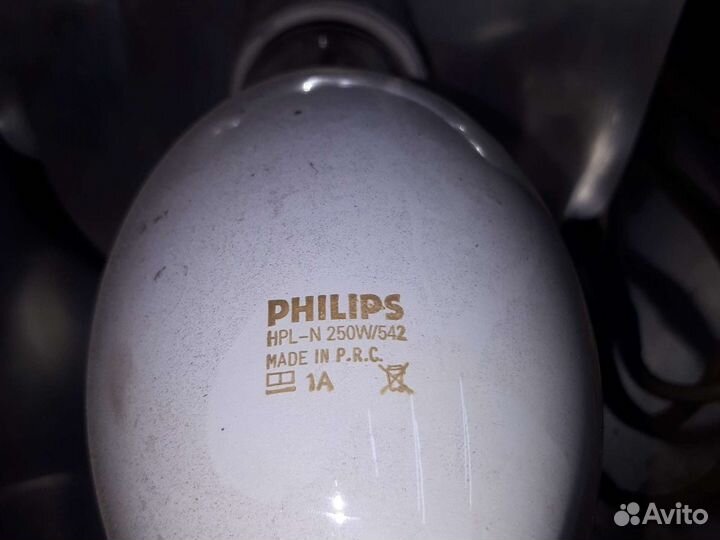 PHILIPS
HPL-N 250W/542
MADE IN P.R.C.
1A
Avito